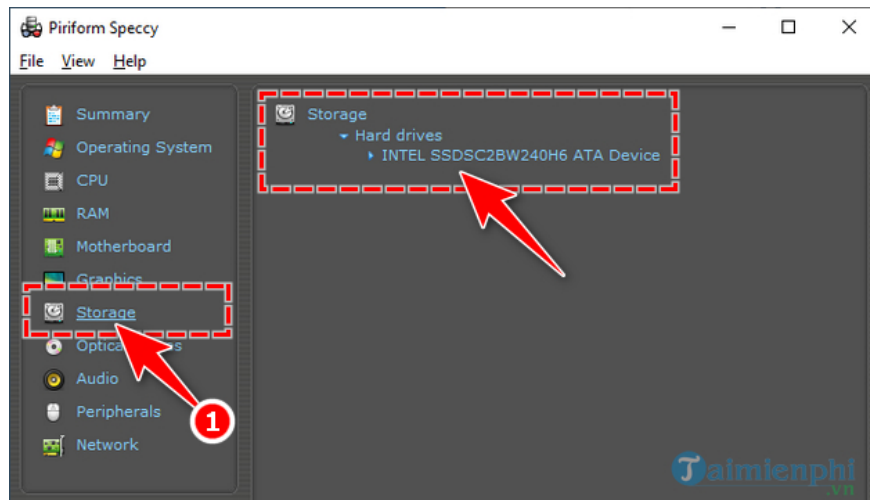 Piriform Speccy
File View Help
Summary
Operating System
CPU
RAM
Motherboard
Graphics
Storage
Optical
Audio
Peripherals
Network
1
Storage
Hard drives
INTEL SSDSC2BW240H6 ATA Device
Taimienphi
.vn